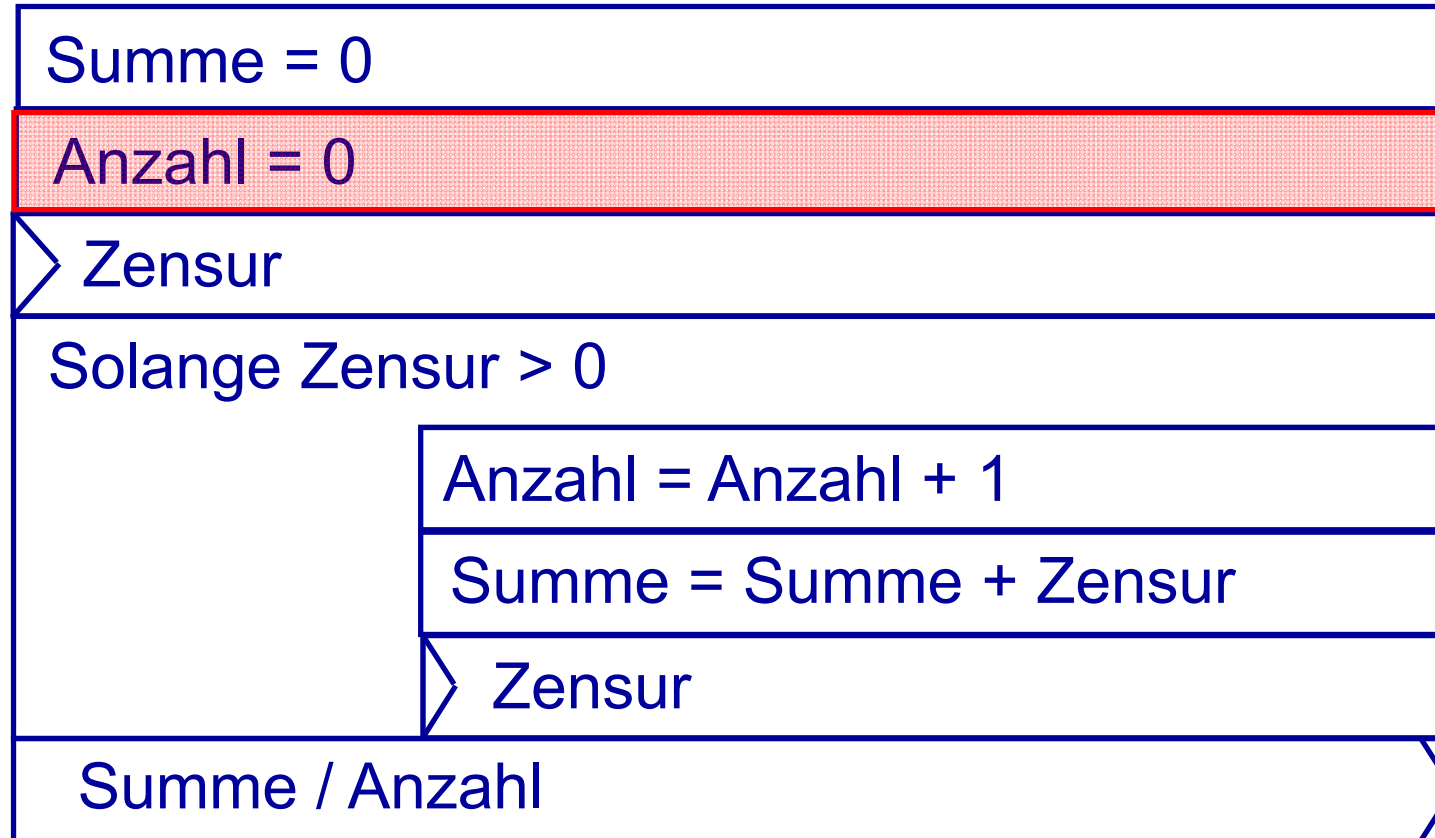 Summe = 0
Anzahl = 0
Zensur
Solange Zensur > 0
Anzahl = Anzahl + 1
Summe = Summe + Zensur
Zensur
Summe / Anzahl